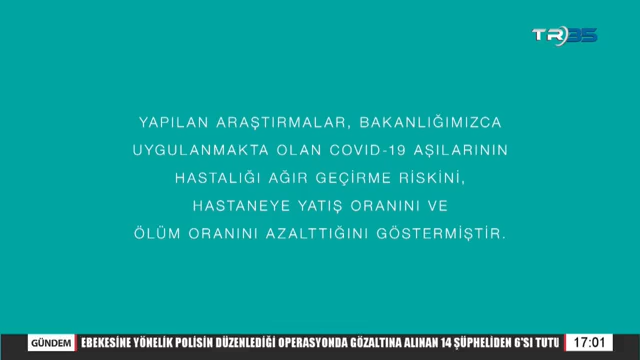 TR35
YAPILAN ARAŞTIRMALAR, BAKANLIĞIMIZCA
UYGULANMAKTA OLAN COVID-19 AŞILARININ
HASTALIĞI AĞIR GEÇİRME RİSKİNİ,
HASTANEYE YATIŞ ORANINI VE
ÖLÜM ORANINI AZALTTIĞINI GÖSTERMİŞTİR.
GÜNDEM EBEKESİNE YÖNELİK POLİSİN DÜZENLEDİĞİ OPERASYONDA GÖZALTINA ALINAN 14 ŞÜPHELİDEN 6'SI TUTU 17:01